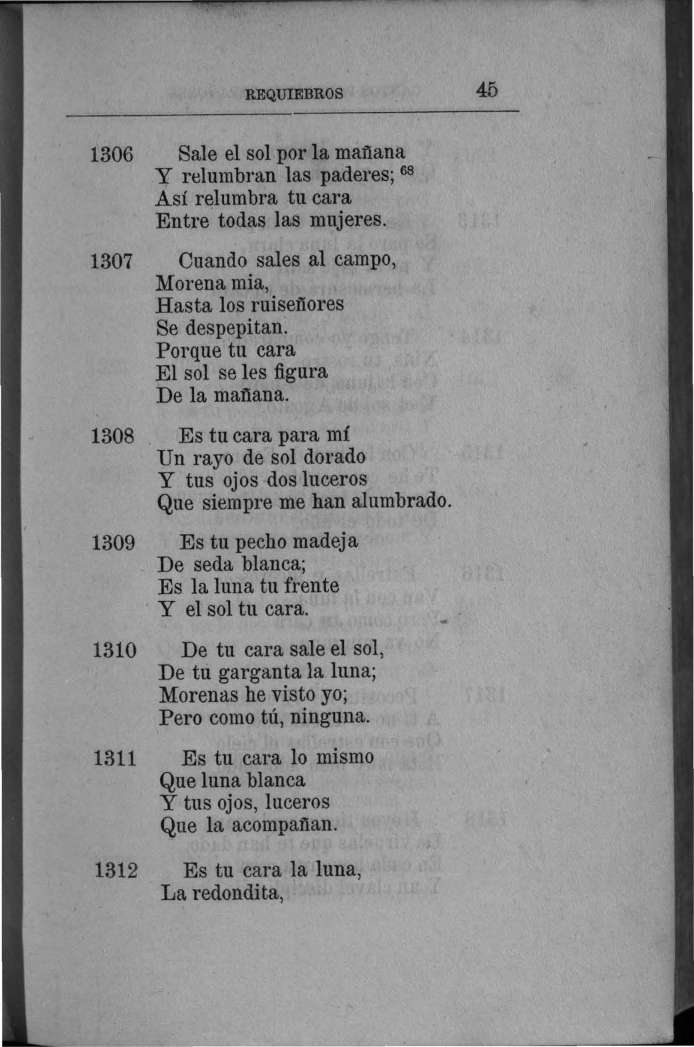 REQUIEBROS 45
1306 Sale el sol por la mañana
Y relumbran las paderes; 68
Así relumbra tu cara
Entre todas las mujeres.
1307 Cuando sales al campo,
Morena mia,
Hasta los ruiseñores
Se despepitan.
Porque tu cara
El sol se les figura
De la mañana.
1308 Es tu cara para mí
Un rayo de sol dorado
Y tus ojos dos luceros
Que siempre me han alumbrado.
1309 Es tu pecho madeja
De seda blanca;
Es la luna tu frente
Y el sol tu cara.
1310 De tu cara sale el sol,
De tu garganta la luna;
Morenas he visto yo;
Pero como tú, ninguna.
1311 Es tu cara lo mismo
Que luna blanca
Y tus ojos, luceros
Que la acompañan.
1312 Es tu cara la luna,
La redondita,